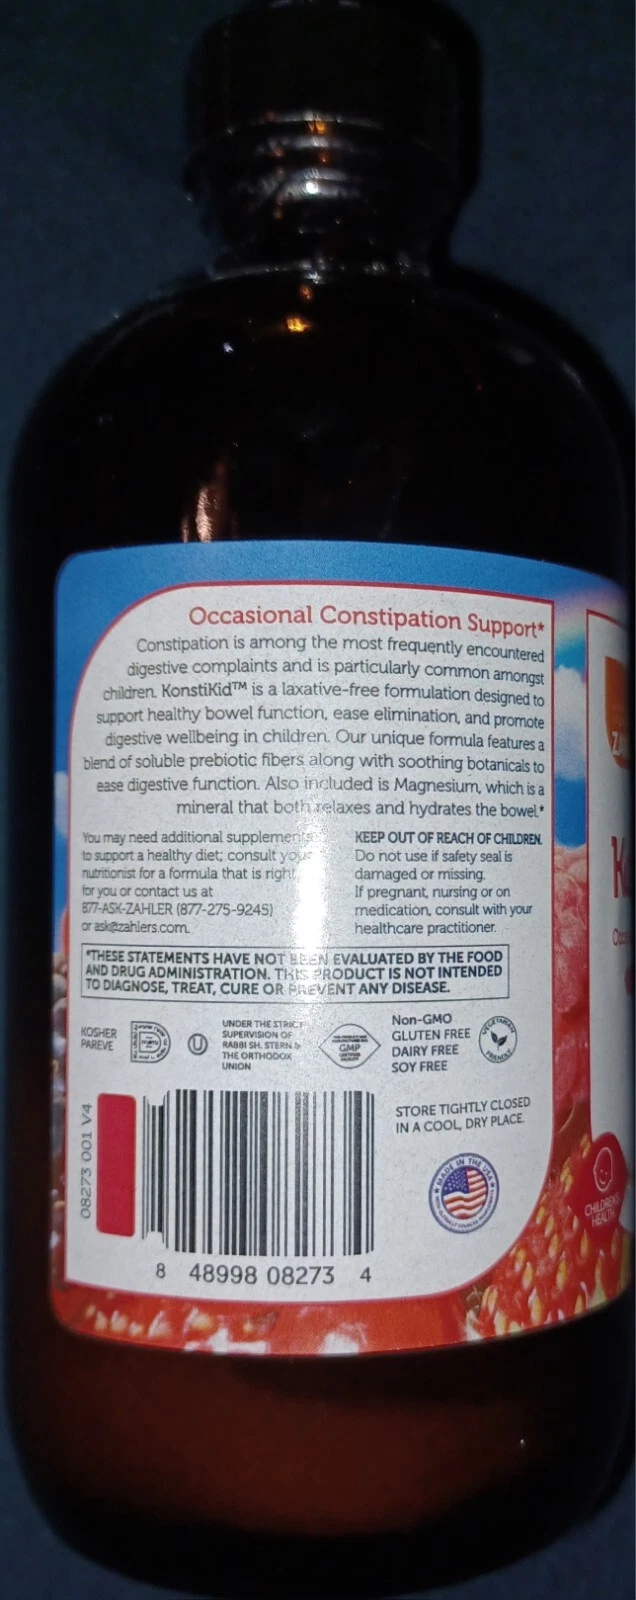 Occasional Constipation Support*
Constipation is among the most frequently encountered
digestive complaints and is particularly common amongst
children. KonstiKid™ is a laxative-free formulation designed to
support healthy bowel function, ease elimination, and promote
digestive wellbeing in children. Our unique formula features a
blend of soluble prebiotic fibers along with soothing botanicals to
ease digestive function. Also included is Magnesium, which is a
mineral that both relaxes and hydrates the bowel.*
You may need additional supplements
to support a healthy diet; consult your
nutritionist for a formula that is right
for you or contact us at
877-ASK-ZAHLER (877-275-9245)
or ask@zahlers.com.
KEEP OUT OF REACH OF CHILDREN.
Do not use if safety seal is
damaged or missing.
If pregnant, nursing or on
medication, consult with your
healthcare practitioner.
*THESE STATEMENTS HAVE NOT BEEN EVALUATED BY THE FOOD
AND DRUG ADMINISTRATION. THIS PRODUCT IS NOT INTENDED
TO DIAGNOSE, TREAT, CURE OR PREVENT ANY DISEASE.
KOSHER
PAREVE
U
UNDER THE STRICT
SUPERVISION OF
RABBI SH. STERN &
THE ORTHODOX
UNION
GMP
Non-GMO
GLUTEN FREE
DAIRY FREE
SOY FREE
VEGETARIAN
FRIENDLY
08273 001 V4
8 48998 08273 4
STORE TIGHTLY CLOSED
IN A COOL, DRY PLACE.
MADE IN THE USA
CHILDREN'S
HEALTH